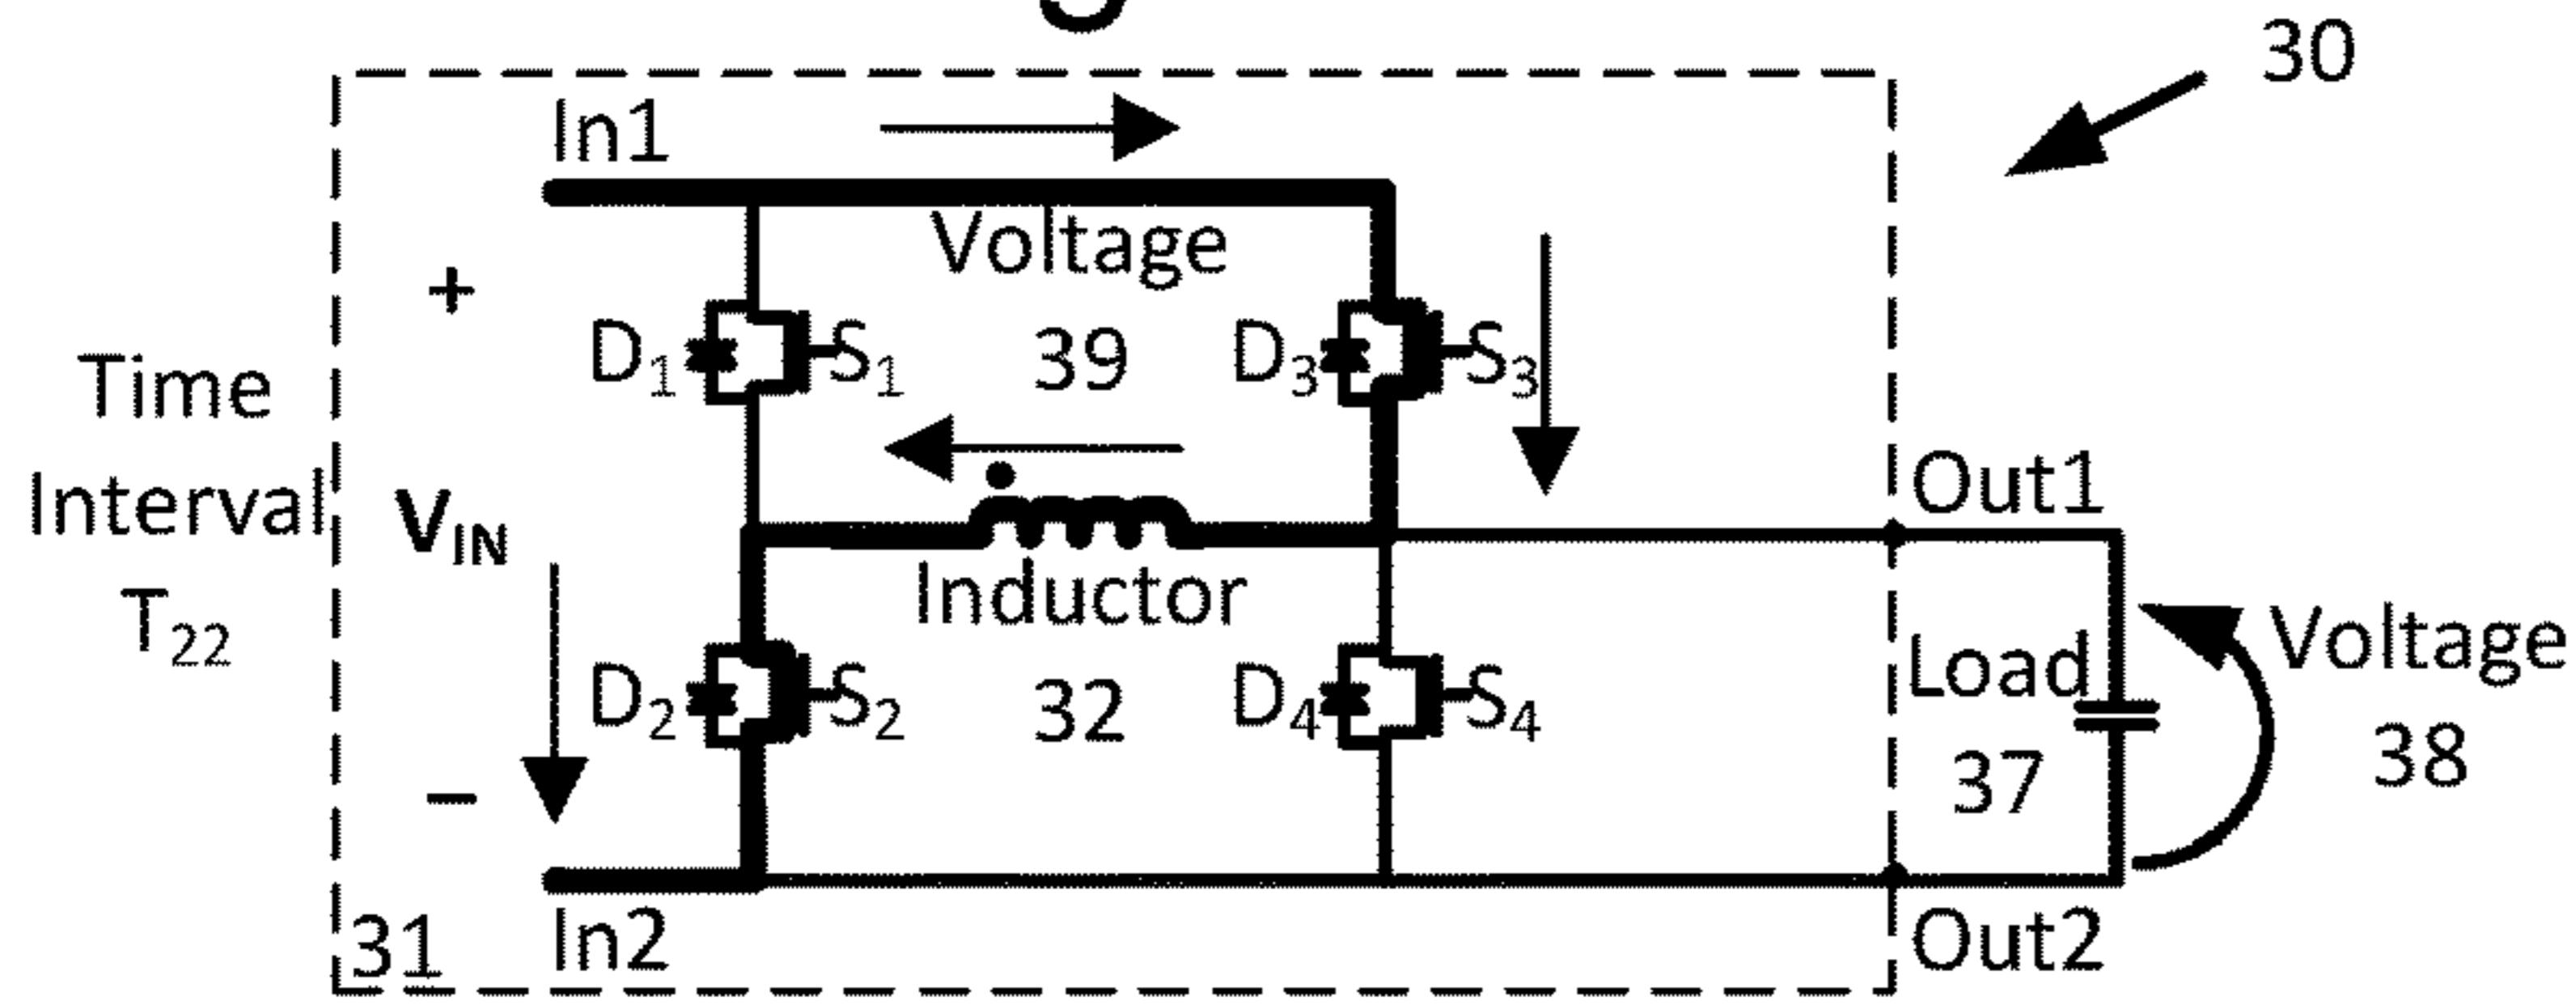 30
In1
Voltage
39
+
D1
S1
D3
S3
Time
Interval
T22
VIN
Out1
Inductor
32
D2
S2
D4
S4
Load
37
Voltage
38
−
31
In2
Out2